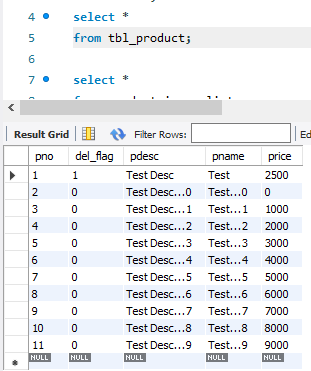 4 select *
5 from tbl_product;
7 select *
Result Grid Filter Rows: Ed
pno del_flag pdesc pname price
1 1 Test Desc Test 2500
2 0 Test Desc...0 Test...0 0
3 0 Test Desc...1 Test...1 1000
4 0 Test Desc...2 Test...2 2000
5 0 Test Desc...3 Test...3 3000
6 0 Test Desc...4 Test...4 4000
7 0 Test Desc...5 Test...5 5000
8 0 Test Desc...6 Test...6 6000
9 0 Test Desc...7 Test...7 7000
10 0 Test Desc...8 Test...8 8000
11 0 Test Desc...9 Test...9 9000
NULL NULL NULL NULL NULL